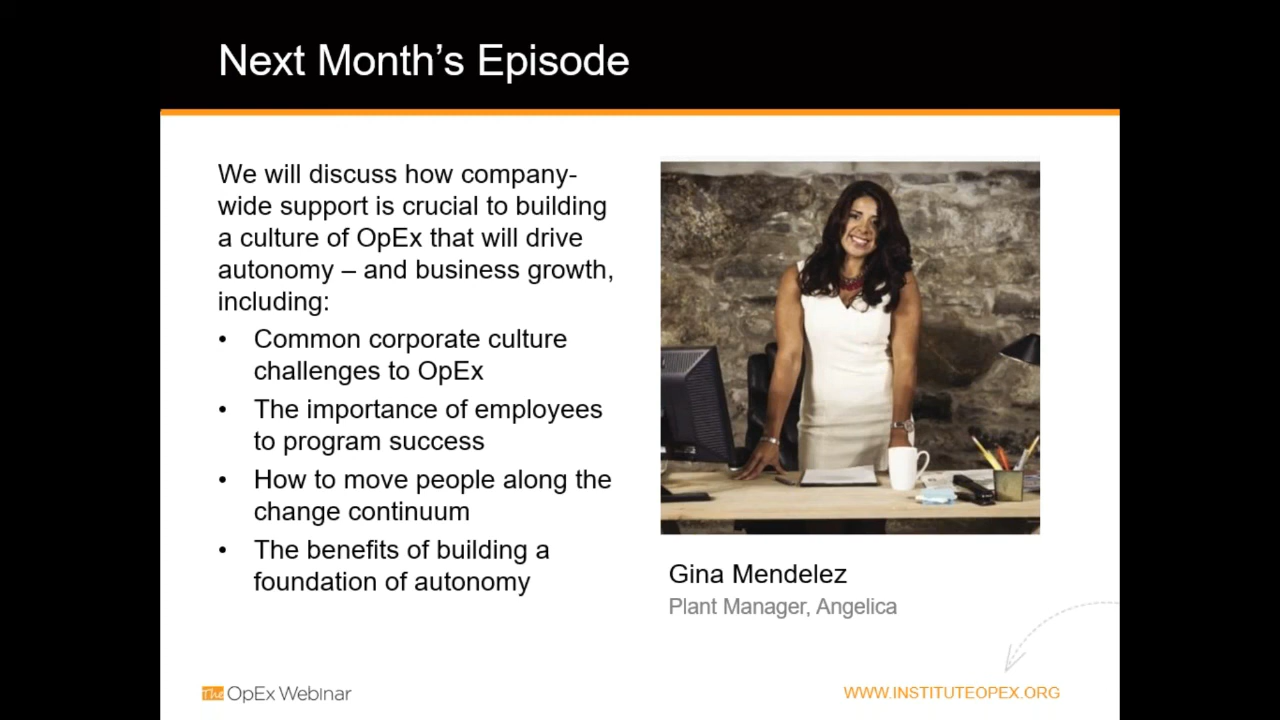 Next Month’s Episode
We will discuss how company-
wide support is crucial to building
a culture of OpEx that will drive
autonomy – and business growth,
including:
• Common corporate culture
challenges to OpEx
• The importance of employees
to program success
• How to move people along the
change continuum
• The benefits of building a
foundation of autonomy
Gina Mendelez
Plant Manager, Angelica
The OpEx Webinar
WWW.INSTITUTEOPEX.ORG